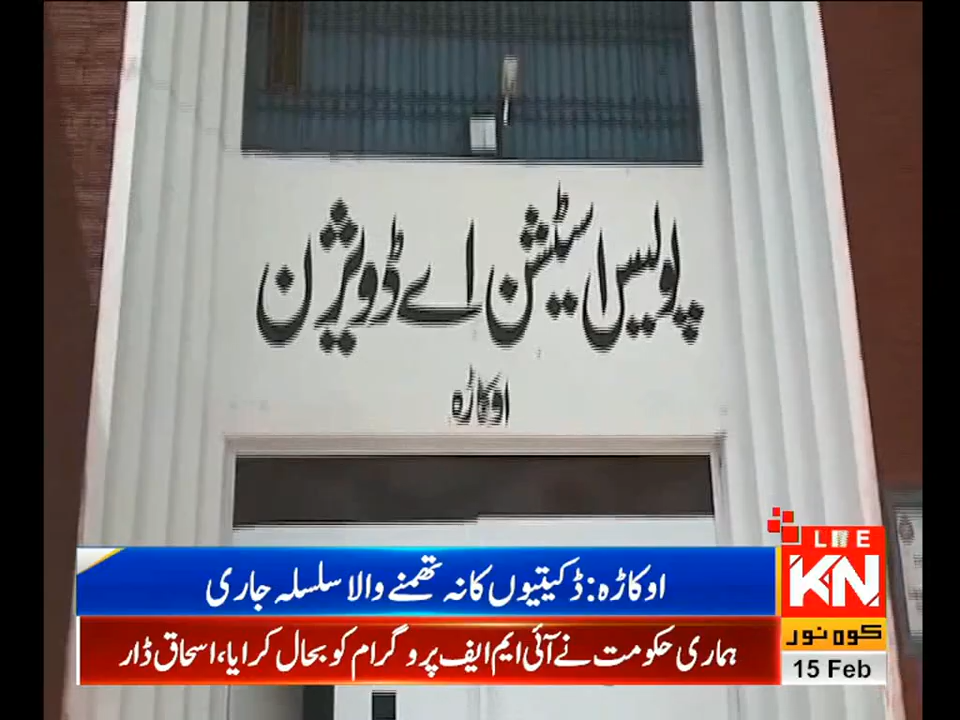 پولیس اسٹیشن اے ڈویژن
اوکاڑہ
LIVE
KN
اوکاڑہ: ڈکیتیوں کا نہ تھمنے والا سلسلہ جاری
کوہ نور
ہماری حکومت نے آئی ایم ایف پروگرام کو بحال کرایا، اسحاق ڈار
15 Feb